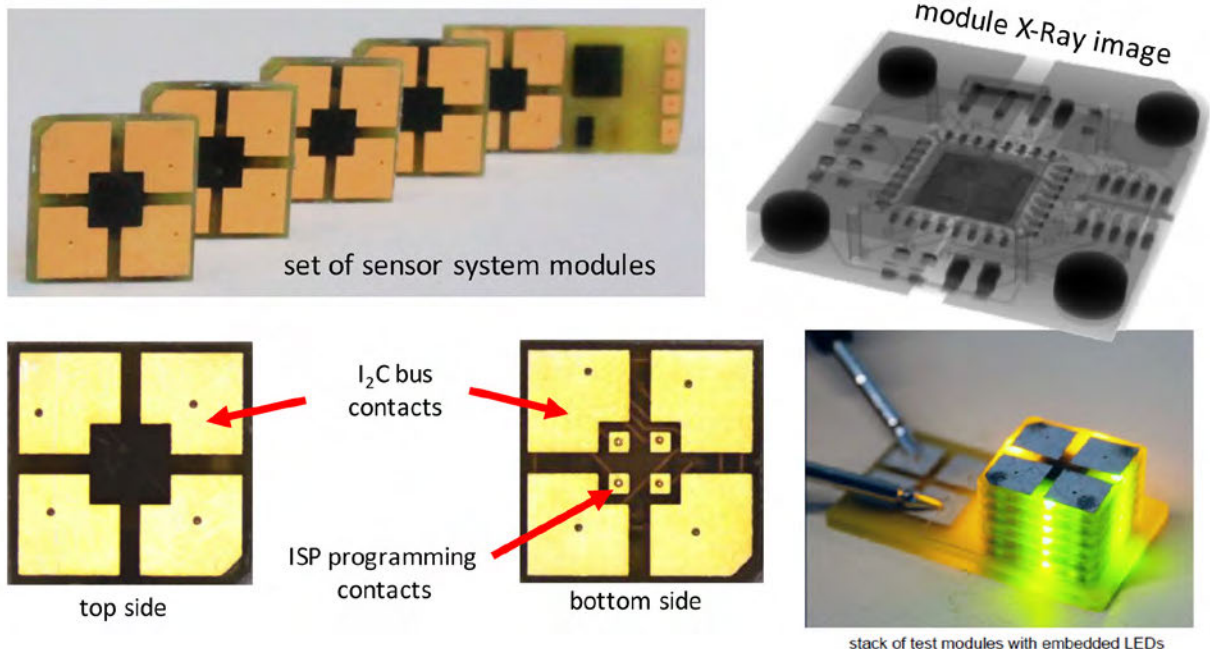 module X-Ray image
set of sensor system modules
I₂C bus
contacts
ISP programming
contacts
top side
bottom side
stack of test modules with embedded LEDs